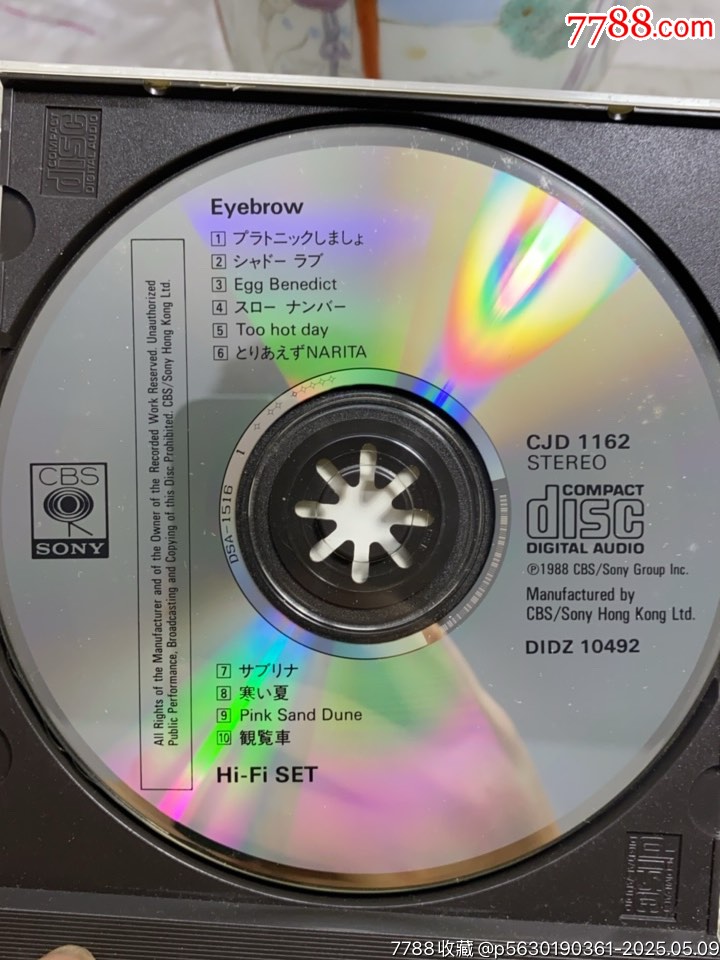 7788.com
COMPACT
disc
DIGITAL AUDIO
Eyebrow
1 プラトニックしましょ
2 シャドー ラブ
3 Egg Benedict
4 スロー ナンバー
5 Too hot day
6 とりあえずNARITA
All Rights of the Manufacturer and of the Owner of the Recorded Work Reserved. Unauthorized
Public Performance, Broadcasting and Copying of this Disc Prohibited. CBS/Sony Hong Kong Ltd.
CBS
SONY
DSA-1516 1
CJD 1162
STEREO
COMPACT
disc
DIGITAL AUDIO
℗1988 CBS/Sony Group Inc.
Manufactured by
CBS/Sony Hong Kong Ltd.
DIDZ 10492
7 サブリナ
8 寒い夏
9 Pink Sand Dune
10 観覧車
Hi-Fi SET
COMPACT
disc
DIGITAL AUDIO
7788收藏@p5630190361-2025.05.09